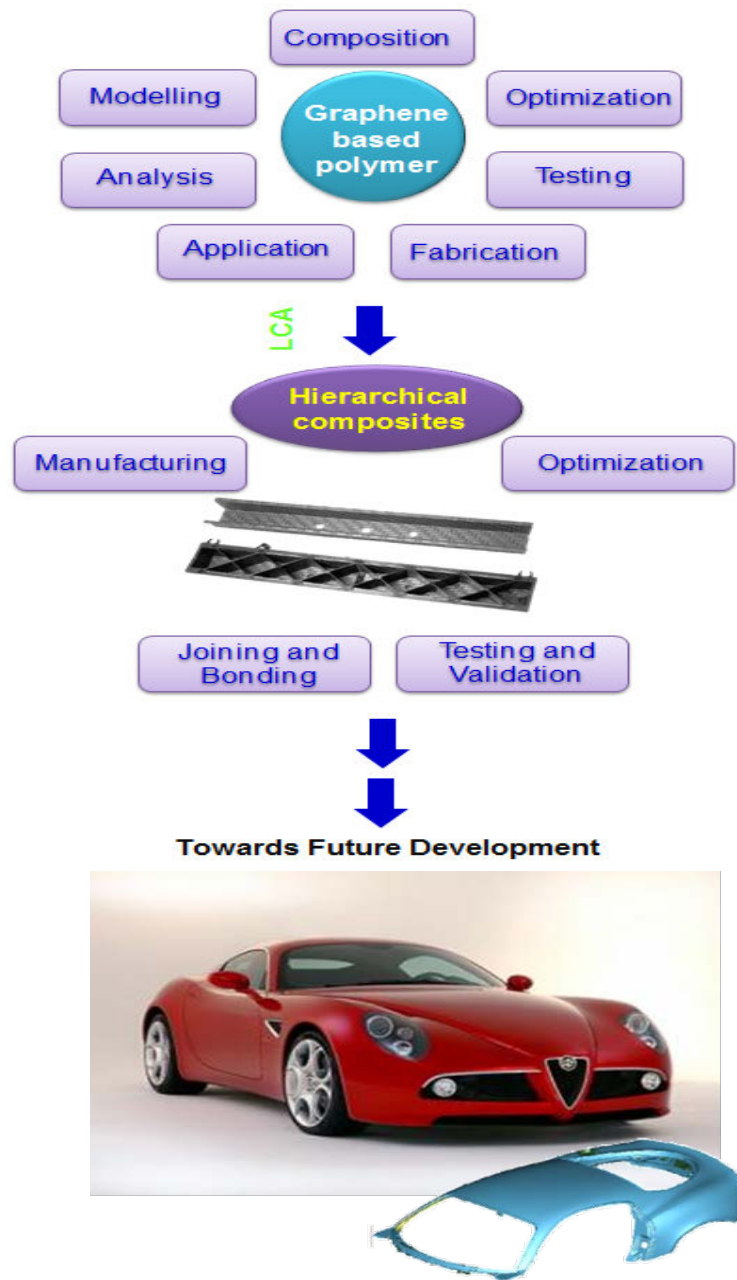 Composition
Modelling
Optimization
Graphene
based
polymer
Analysis
Testing
Application
Fabrication
LCA
Hierarchical
composites
Manufacturing
Optimization
Joining and
Bonding
Testing and
Validation
Towards Future Development